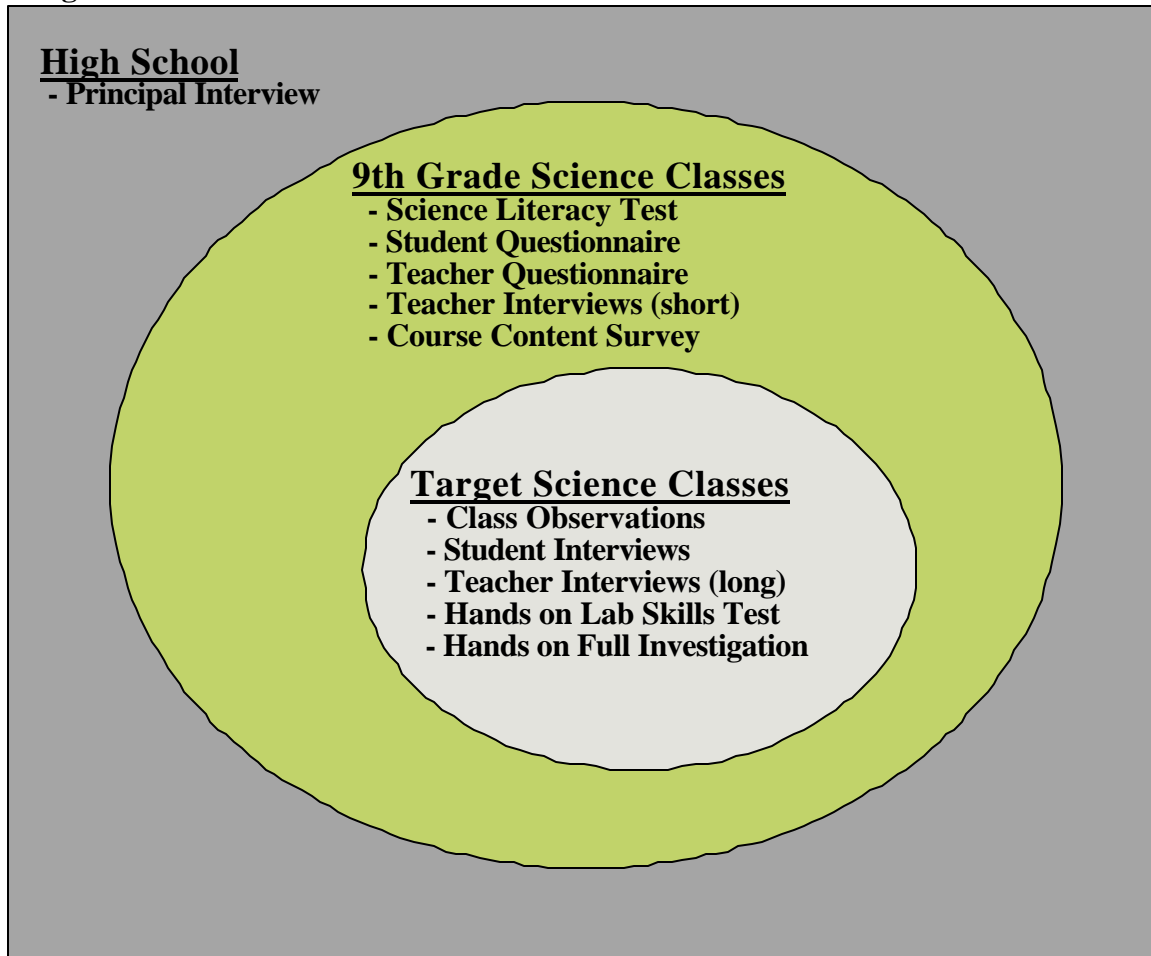 High School
- Principal Interview
9th Grade Science Classes
- Science Literacy Test
- Student Questionnaire
- Teacher Questionnaire
- Teacher Interviews (short)
- Course Content Survey
Target Science Classes
- Class Observations
- Student Interviews
- Teacher Interviews (long)
- Hands on Lab Skills Test
- Hands on Full Investigation